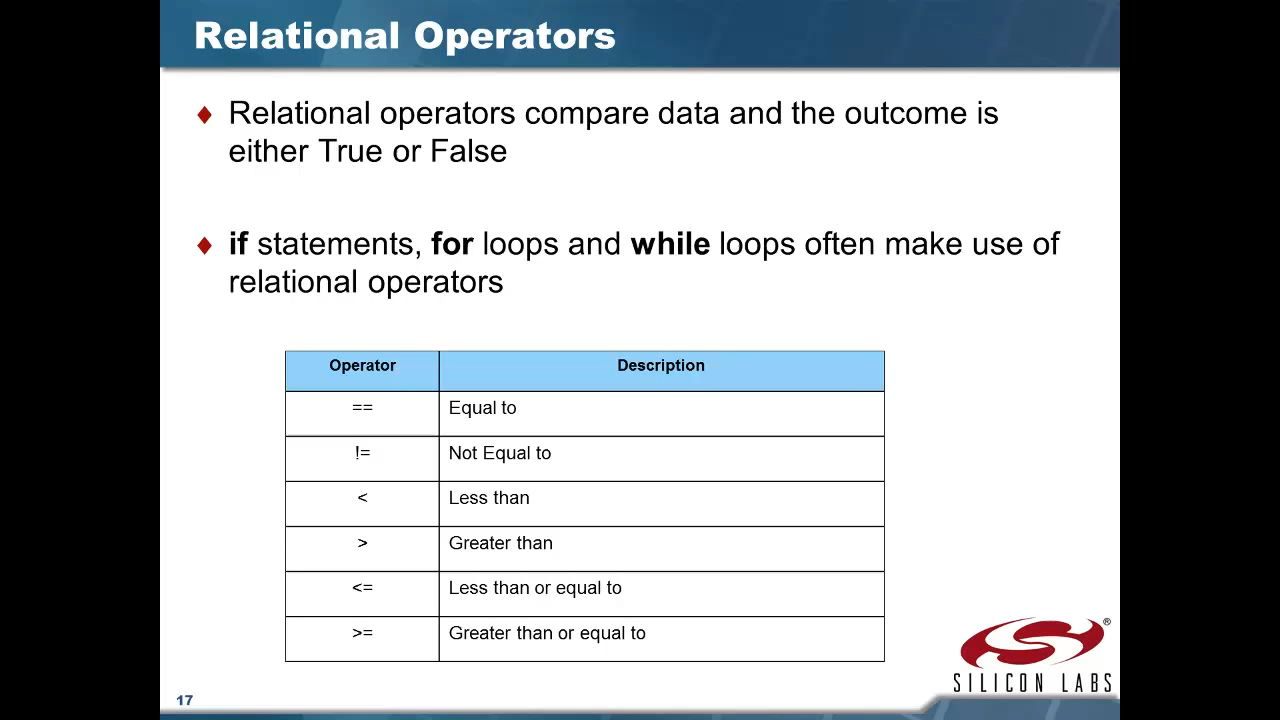 Relational Operators
♦ Relational operators compare data and the outcome is
either True or False
♦ if statements, for loops and while loops often make use of
relational operators
Operator Description
== Equal to
!= Not Equal to
< Less than
> Greater than
<= Less than or equal to
>= Greater than or equal to
®
SILICON LABS
17